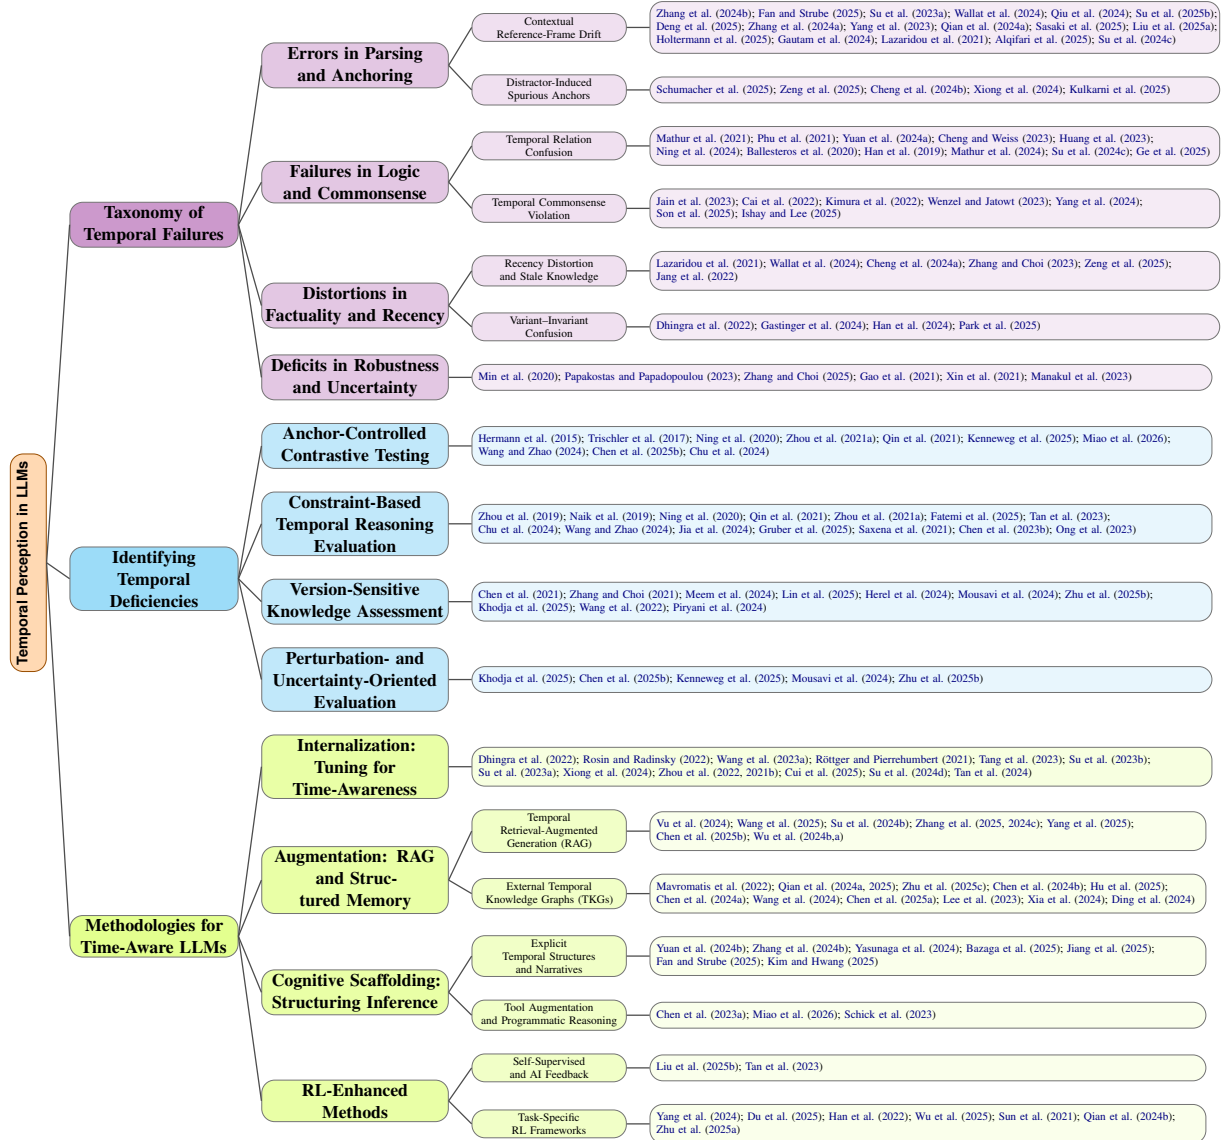 Temporal Perception in LLMs
Taxonomy of
Temporal Failures
Errors in Parsing
and Anchoring
Contextual
Reference-Frame Drift
Zhang et al. (2024b); Fan and Strube (2025); Su et al. (2023a); Wallat et al. (2024); Qiu et al. (2024); Su et al. (2025b);
Deng et al. (2025); Zhang et al. (2024a); Yang et al. (2023); Qian et al. (2024a); Sasaki et al. (2025); Liu et al. (2025a);
Holtermann et al. (2025); Gautam et al. (2024); Lazaridou et al. (2021); Alqifari et al. (2025); Su et al. (2024c)
Distractor-Induced
Spurious Anchors
Schumacher et al. (2025); Zeng et al. (2025); Cheng et al. (2024b); Xiong et al. (2024); Kulkarni et al. (2025)
Failures in Logic
and Commonsense
Temporal Relation
Confusion
Mathur et al. (2021); Phu et al. (2021); Yuan et al. (2024a); Cheng and Weiss (2023); Huang et al. (2023);
Ning et al. (2024); Ballesteros et al. (2020); Han et al. (2019); Mathur et al. (2024); Su et al. (2024c); Ge et al. (2025)
Temporal Commonsense
Violation
Jain et al. (2023); Cai et al. (2022); Kimura et al. (2022); Wenzel and Jatowt (2023); Yang et al. (2024);
Son et al. (2025); Ishay and Lee (2025)
Distortions in
Factuality and Recency
Recency Distortion
and Stale Knowledge
Lazaridou et al. (2021); Wallat et al. (2024); Cheng et al. (2024a); Zhang and Choi (2023); Zeng et al. (2025);
Jang et al. (2022)
Variant–Invariant
Confusion
Dhingra et al. (2022); Gastinger et al. (2024); Han et al. (2024); Park et al. (2025)
Deficits in Robustness
and Uncertainty
Min et al. (2020); Papakostas and Papadopoulou (2023); Zhang and Choi (2025); Gao et al. (2021); Xin et al. (2021); Manakul et al. (2023)
Identifying
Temporal
Deficiencies
Anchor-Controlled
Contrastive Testing
Hermann et al. (2015); Trischler et al. (2017); Ning et al. (2020); Zhou et al. (2021a); Qin et al. (2021); Kenneweg et al. (2025); Miao et al. (2026);
Wang and Zhao (2024); Chen et al. (2025b); Chu et al. (2024)
Constraint-Based
Temporal Reasoning
Evaluation
Zhou et al. (2019); Naik et al. (2019); Ning et al. (2020); Qin et al. (2021); Zhou et al. (2021a); Fatemi et al. (2025); Tan et al. (2023);
Chu et al. (2024); Wang and Zhao (2024); Jia et al. (2024); Gruber et al. (2025); Saxena et al. (2021); Chen et al. (2023b); Ong et al. (2023)
Version-Sensitive
Knowledge Assessment
Chen et al. (2021); Zhang and Choi (2021); Meem et al. (2024); Lin et al. (2025); Herel et al. (2024); Mousavi et al. (2024); Zhu et al. (2025b);
Khodja et al. (2025); Wang et al. (2022); Piryani et al. (2024)
Perturbation- and
Uncertainty-Oriented
Evaluation
Khodja et al. (2025); Chen et al. (2025b); Kenneweg et al. (2025); Mousavi et al. (2024); Zhu et al. (2025b)
Methodologies for
Time-Aware LLMs
Internalization:
Tuning for
Time-Awareness
Dhingra et al. (2022); Rosin and Radinsky (2022); Wang et al. (2023a); Röttger and Pierrehumbert (2021); Tang et al. (2023); Su et al. (2023b);
Su et al. (2023a); Xiong et al. (2024); Zhou et al. (2022, 2021b); Cui et al. (2025); Su et al. (2024d); Tan et al. (2024)
Augmentation: RAG
and Struc-
tured Memory
Temporal
Retrieval-Augmented
Generation (RAG)
Vu et al. (2024); Wang et al. (2025); Su et al. (2024b); Zhang et al. (2025, 2024c); Yang et al. (2025);
Chen et al. (2025b); Wu et al. (2024b,a)
External Temporal
Knowledge Graphs (TKGs)
Mavromatis et al. (2022); Qian et al. (2024a, 2025); Zhu et al. (2025c); Chen et al. (2024b); Hu et al. (2025);
Chen et al. (2024a); Wang et al. (2024); Chen et al. (2025a); Lee et al. (2023); Xia et al. (2024); Ding et al. (2024)
Cognitive Scaffolding:
Structuring Inference
Explicit
Temporal Structures
and Narratives
Yuan et al. (2024b); Zhang et al. (2024b); Yasunaga et al. (2024); Bazaga et al. (2025); Jiang et al. (2025);
Fan and Strube (2025); Kim and Hwang (2025)
Tool Augmentation
and Programmatic Reasoning
Chen et al. (2023a); Miao et al. (2026); Schick et al. (2023)
RL-Enhanced
Methods
Self-Supervised
and AI Feedback
Liu et al. (2025b); Tan et al. (2023)
Task-Specific
RL Frameworks
Yang et al. (2024); Du et al. (2025); Han et al. (2022); Wu et al. (2025); Sun et al. (2021); Qian et al. (2024b);
Zhu et al. (2025a)